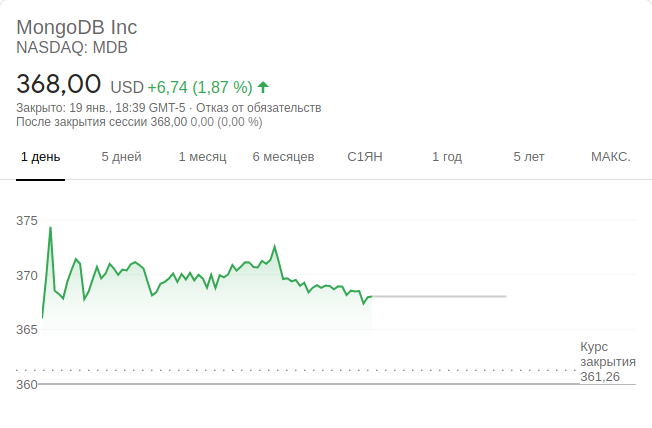 MongoDB Inc
NASDAQ: MDB
368,00 USD +6,74 (1,87 %)
Закрыто: 19 янв., 18:39 GMT-5 · Отказ от обязательств
После закрытия сессии 368,00 0,00 (0,00 %)
1 день 5 дней 1 месяц 6 месяцев С1ЯН 1 год 5 лет МАКС.
375
370
365
Курс
закрытия
361,26
360